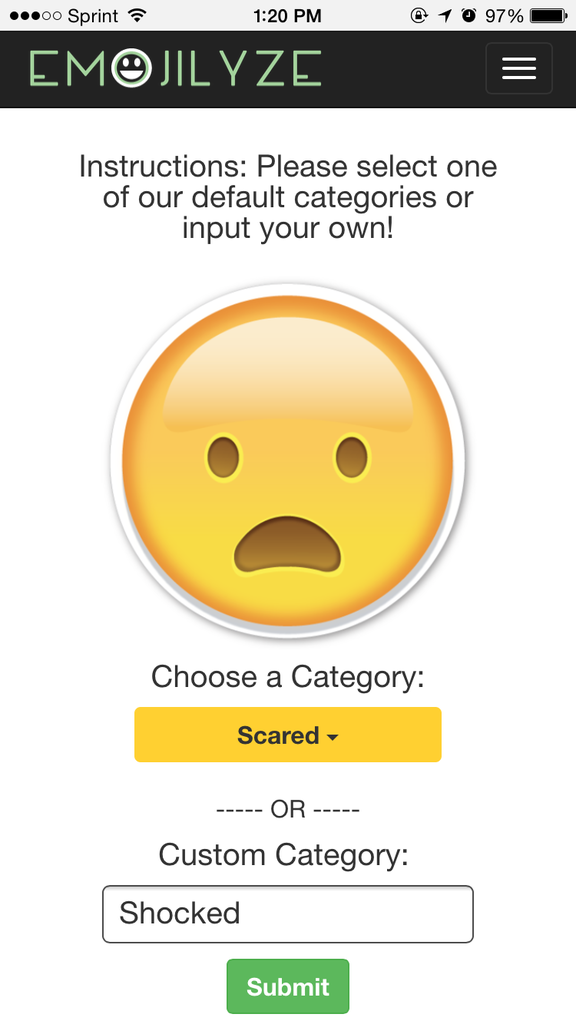 Sprint 1:20 PM 97%
EMOJILYZE
Instructions: Please select one
of our default categories or
input your own!
Choose a Category:
Scared
----- OR -----
Custom Category:
Shocked
Submit